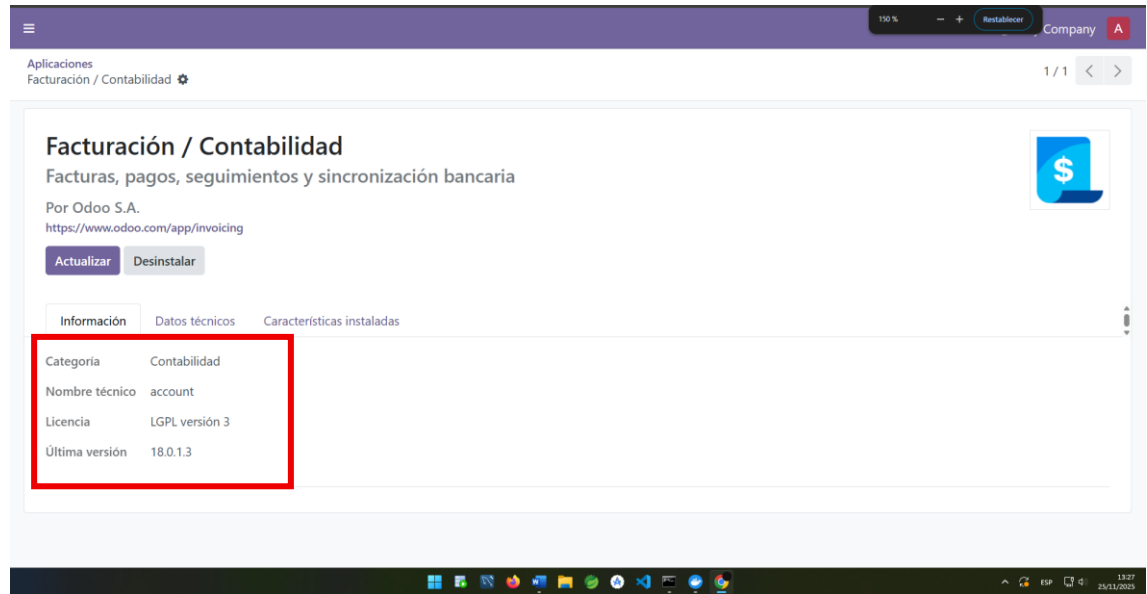 150 % − + Restablecer
Company A
Aplicaciones
Facturación / Contabilidad
1 / 1
Facturación / Contabilidad
Facturas, pagos, seguimientos y sincronización bancaria
$
Por Odoo S.A.
https://www.odoo.com/app/invoicing
Actualizar Desinstalar
Información Datos técnicos Características instaladas
Categoría Contabilidad
Nombre técnico account
Licencia LGPL versión 3
Última versión 18.0.1.3
ESP 13:27
25/11/2025